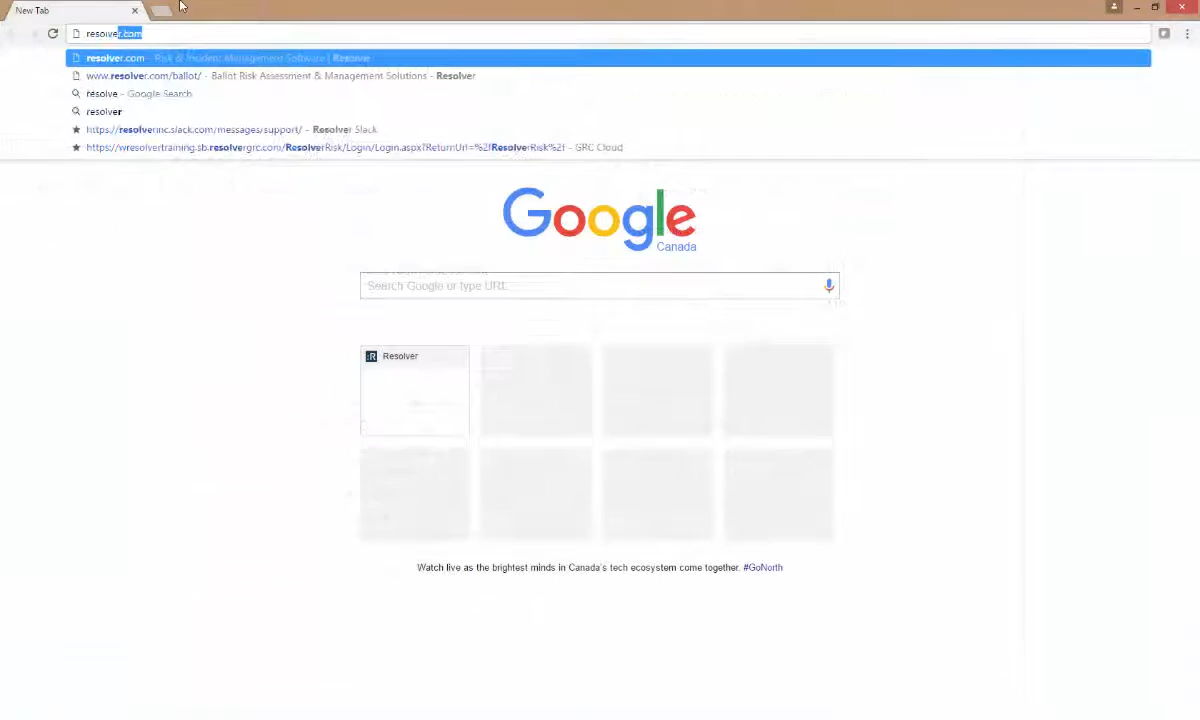 New Tab
resolver.com
resolver.com - Risk & Incident Management Software | Resolver
www.resolver.com/ballot/ - Ballot Risk Assessment & Management Solutions - Resolver
resolve - Google Search
resolver
https://resolverinc.slack.com/messages/support/ - Resolver Slack
https://wresolvertraining.sb.resolvergrc.com/ResolverRisk/Login/Login.aspx?ReturnUrl=%2fResolverRisk%2f - GRC Cloud
Google
Canada
Search Google or type URL
:R Resolver
Watch live as the brightest minds in Canada's tech ecosystem come together. #GoNorth